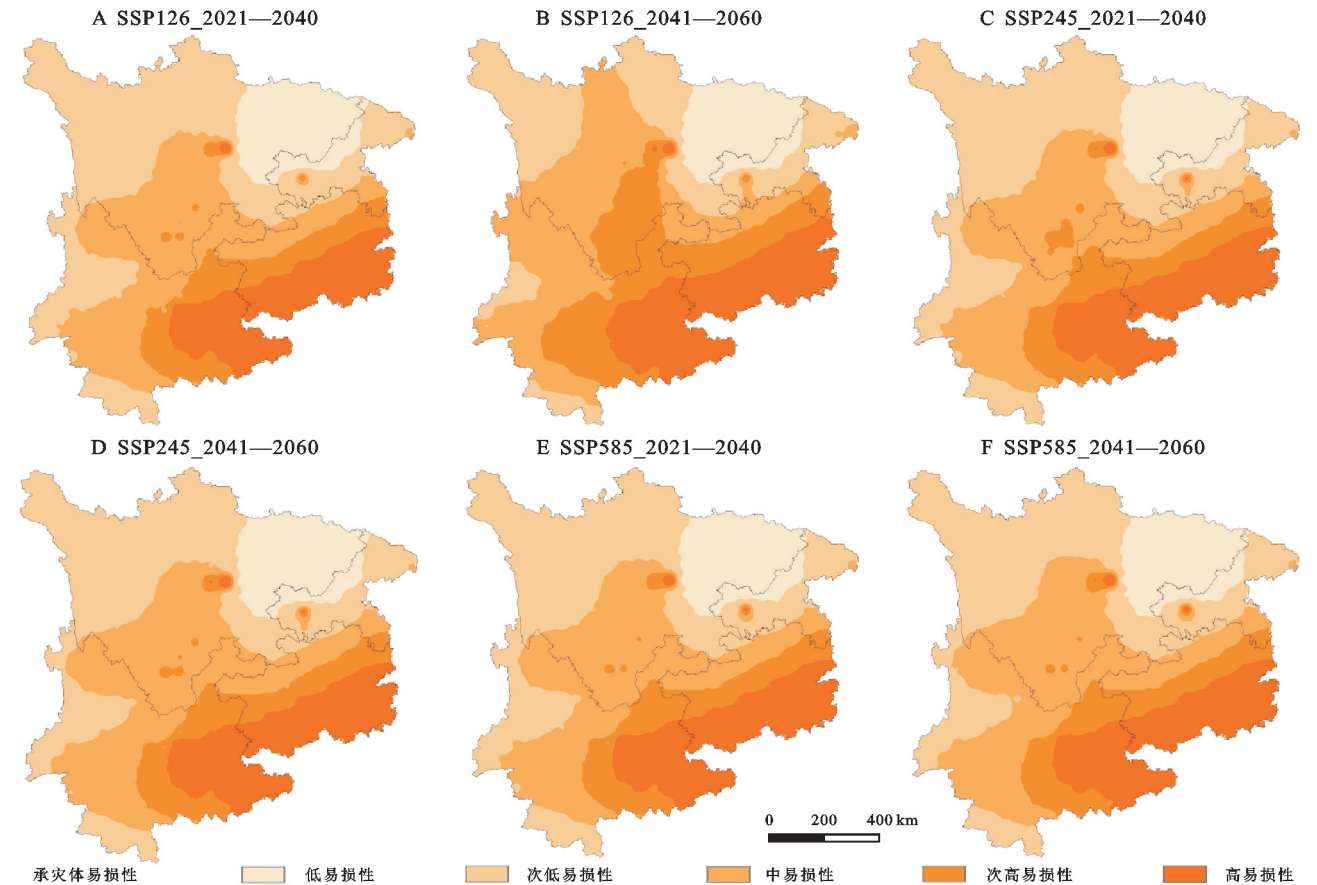 A SSP126_2021—2040
B SSP126_2041—2060
C SSP245_2021—2040
D SSP245_2041—2060
E SSP585_2021—2040
F SSP585_2041—2060
0 200 400 km
承灾体易损性 低易损性 次低易损性 中易损性 次高易损性 高易损性